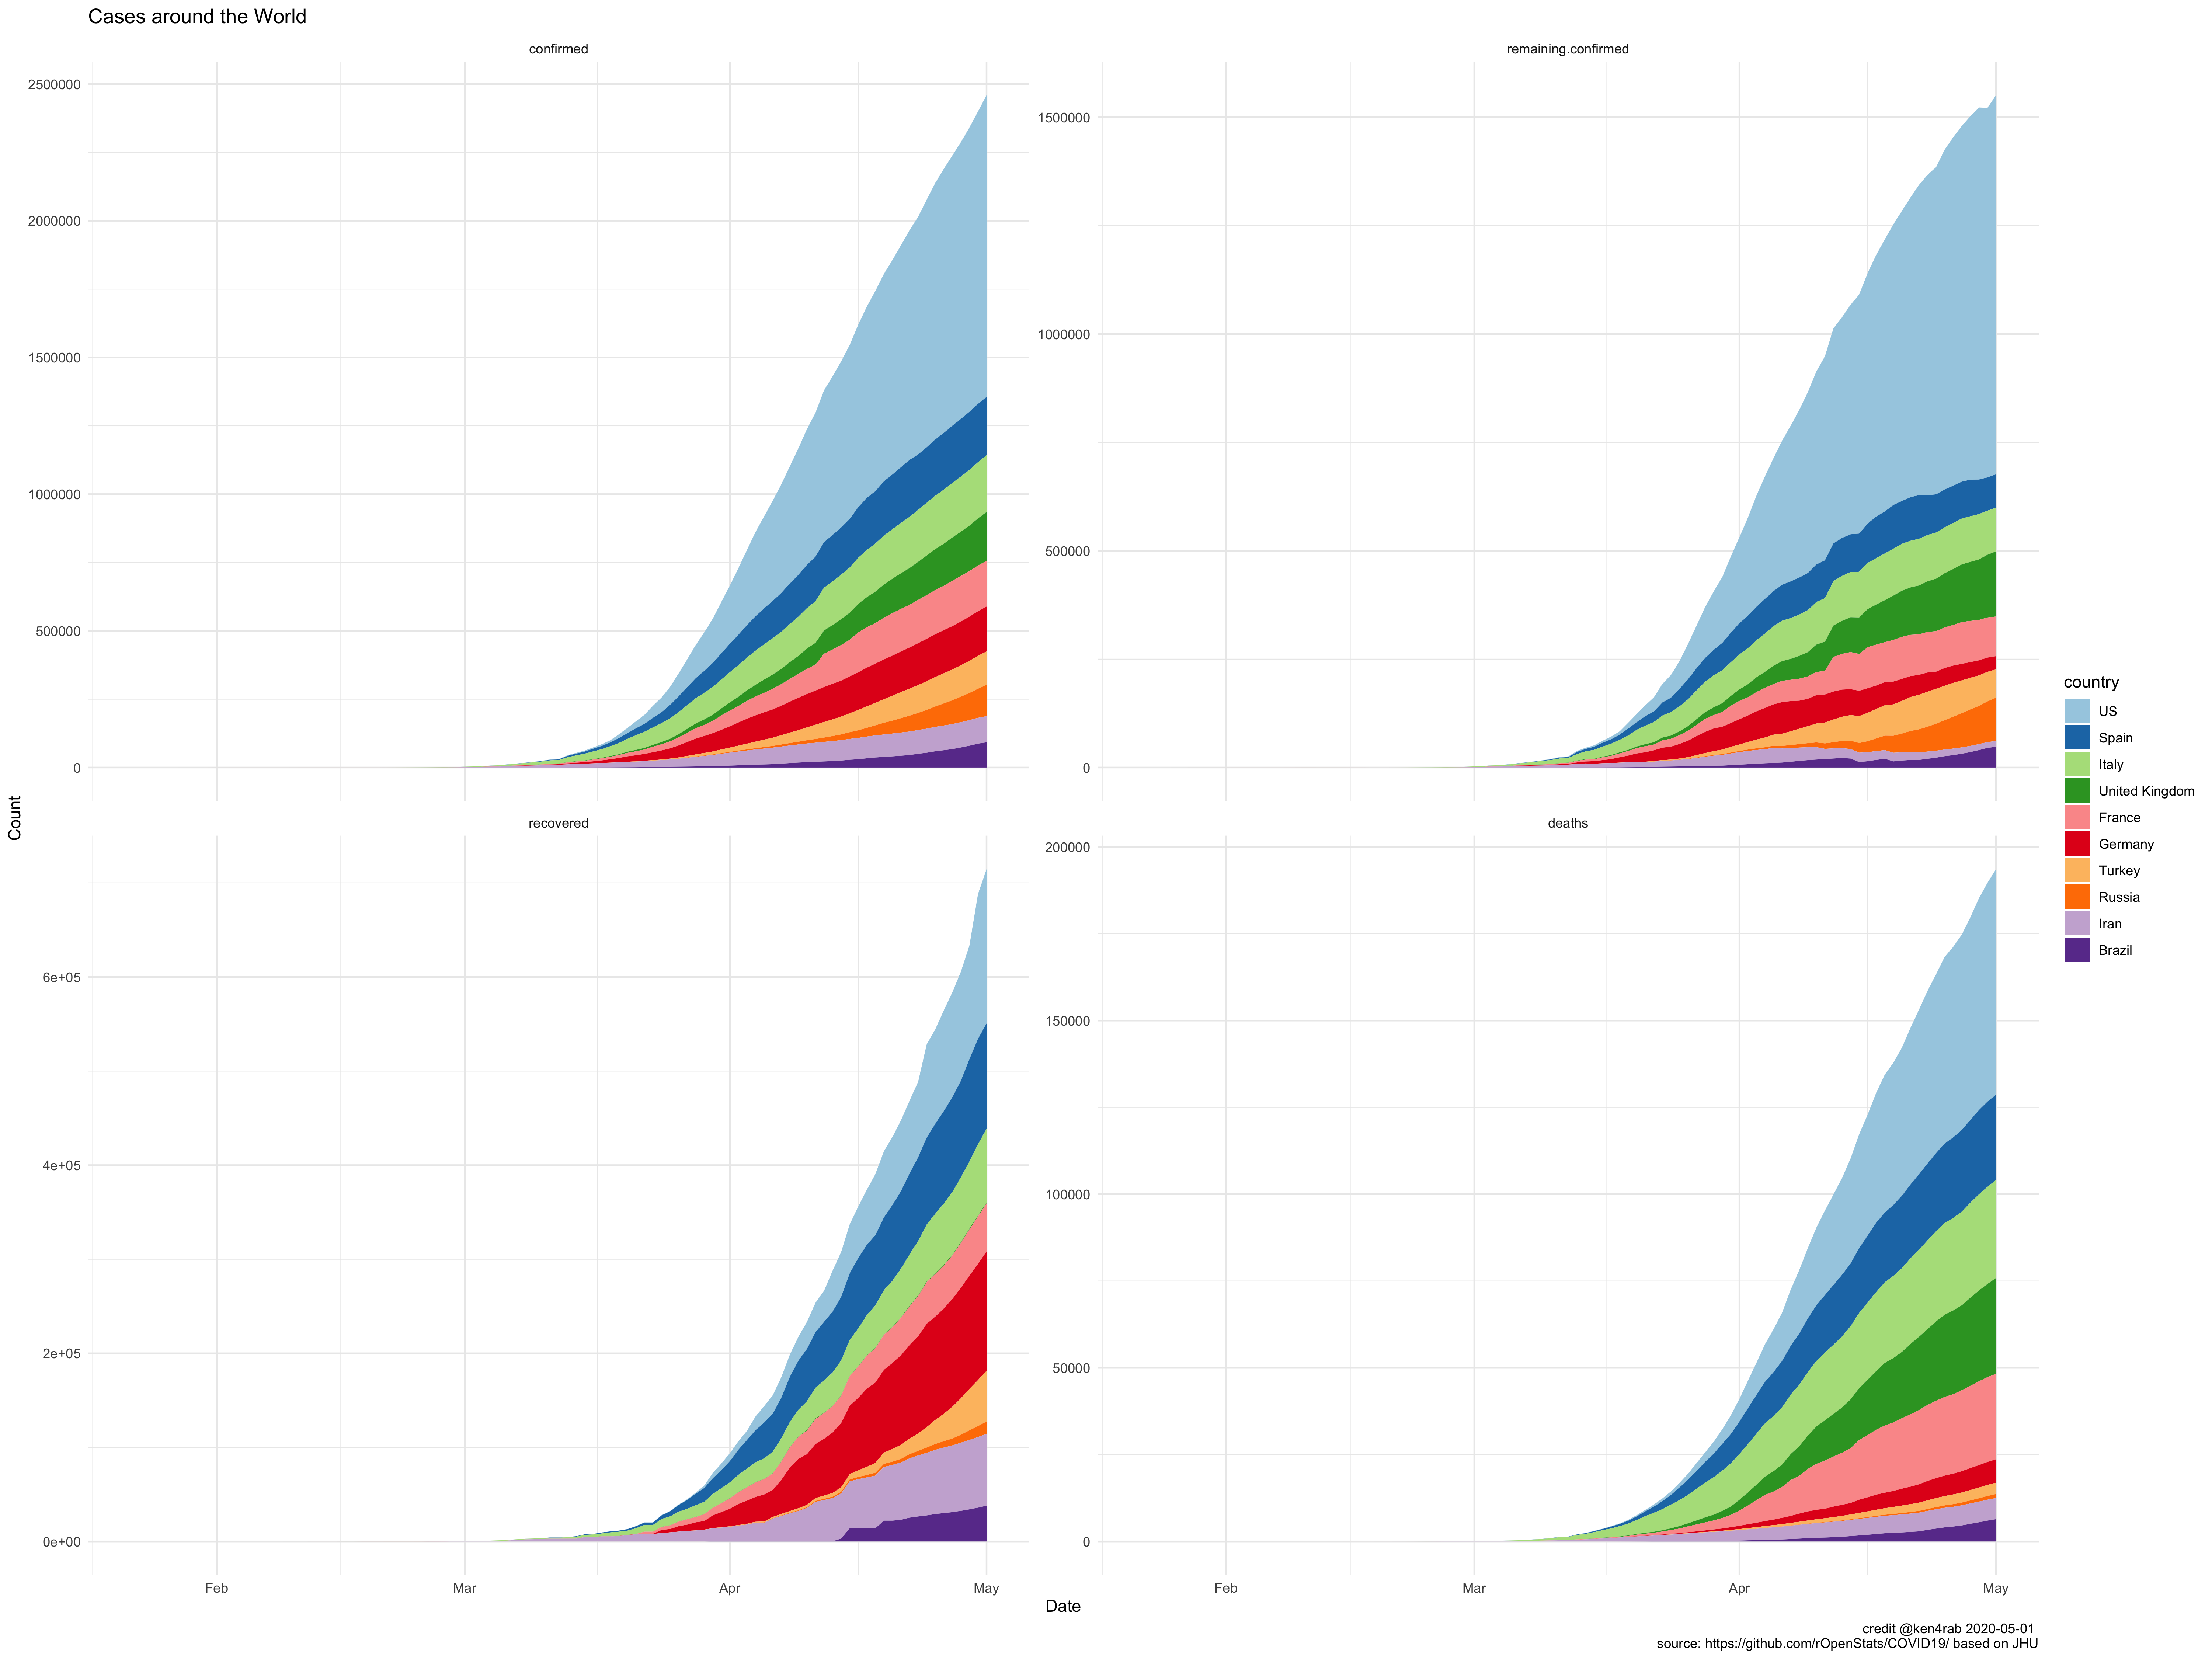 Cases around the World
confirmed
remaining.confirmed
2500000
2000000
1500000
1000000
500000
0
1500000
1000000
500000
0
Count
recovered
deaths
6e+05
4e+05
2e+05
0e+00
200000
150000
100000
50000
0
Feb
Mar
Apr
May
Feb
Mar
Apr
May
Date
country
US
Spain
Italy
United Kingdom
France
Germany
Turkey
Russia
Iran
Brazil
credit @ken4rab 2020-05-01
source: https://github.com/rOpenStats/COVID19/ based on JHU